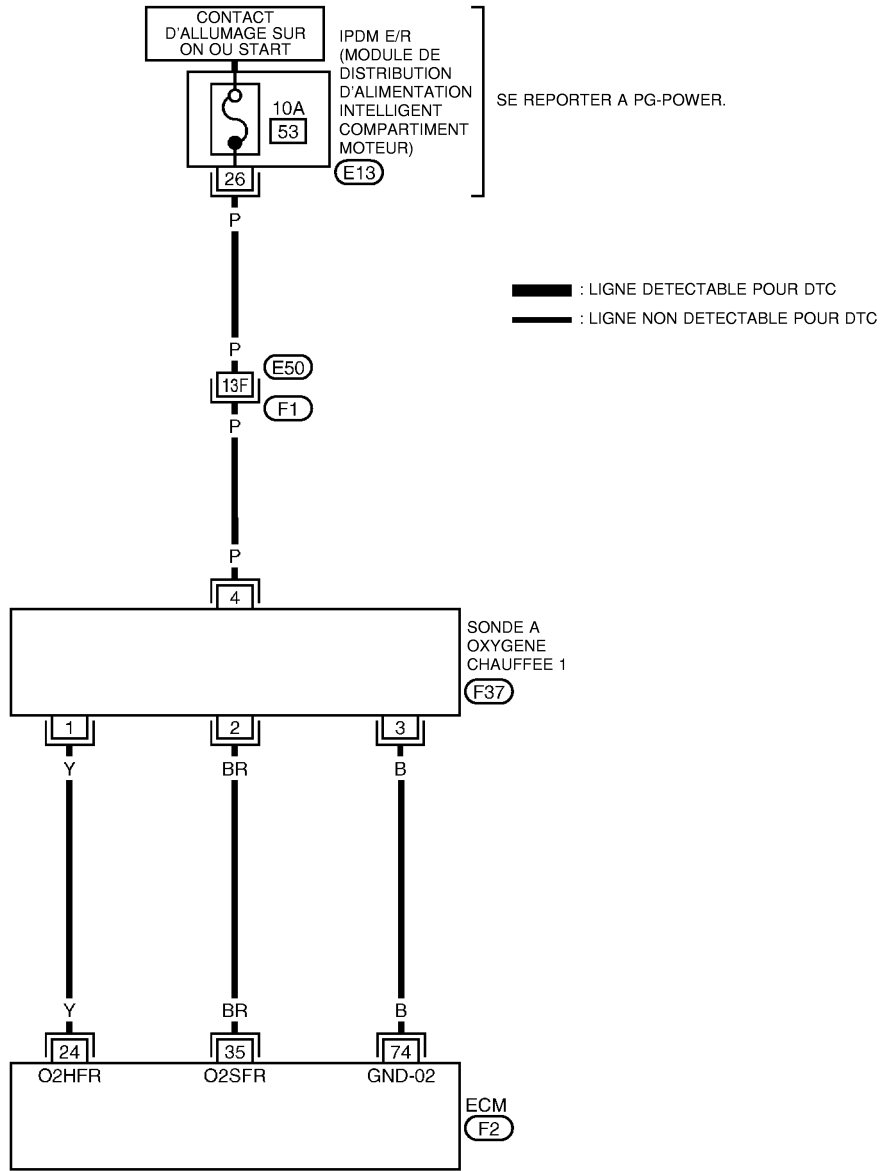 CONTACT
D'ALLUMAGE SUR
ON OU START
IPDM E/R
(MODULE DE
DISTRIBUTION
D'ALIMENTATION
INTELLIGENT
COMPARTIMENT
MOTEUR)
E13
10A
53
26
SE REPORTER A PG-POWER.
P
: LIGNE DETECTABLE POUR DTC
: LIGNE NON DETECTABLE POUR DTC
P
E50
13F
F1
P
P
4
SONDE A
OXYGENE
CHAUFFEE 1
F37
1 2 3
Y BR B
Y BR B
24 35 74
O2HFR O2SFR GND-02
ECM
F2